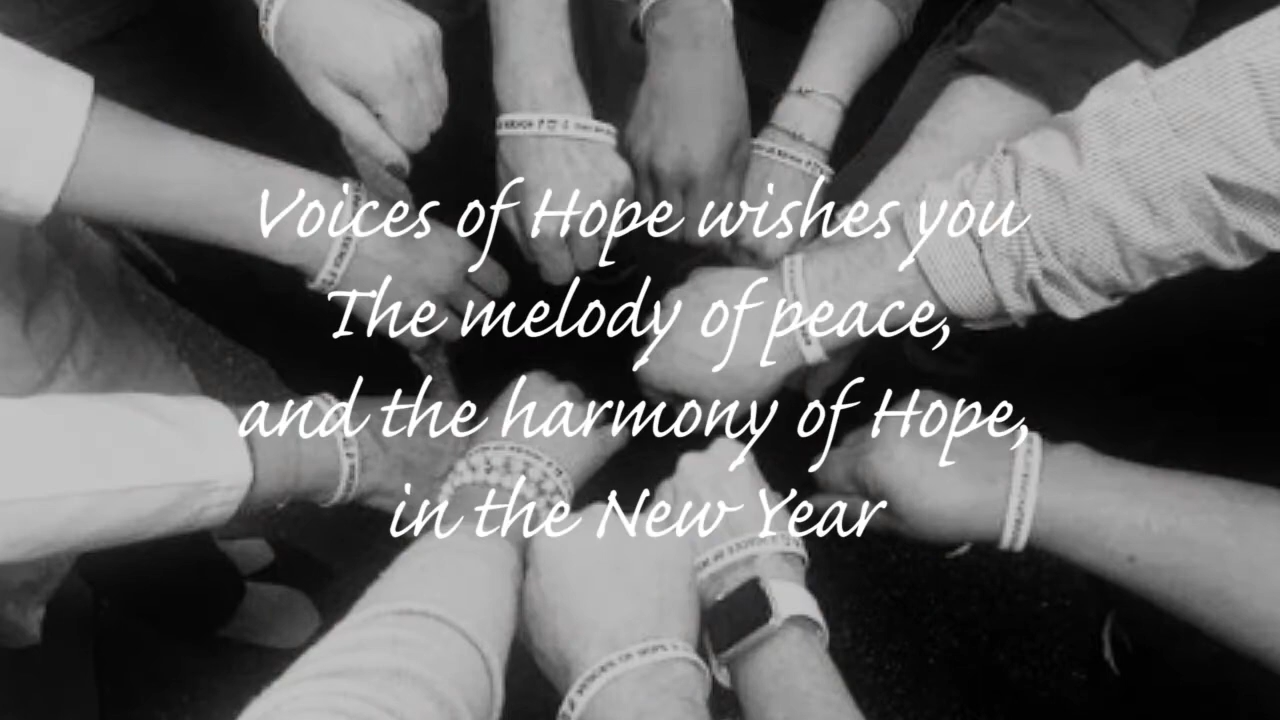 Voices of Hope wishes you
The melody of peace,
and the harmony of Hope,
in the New Year